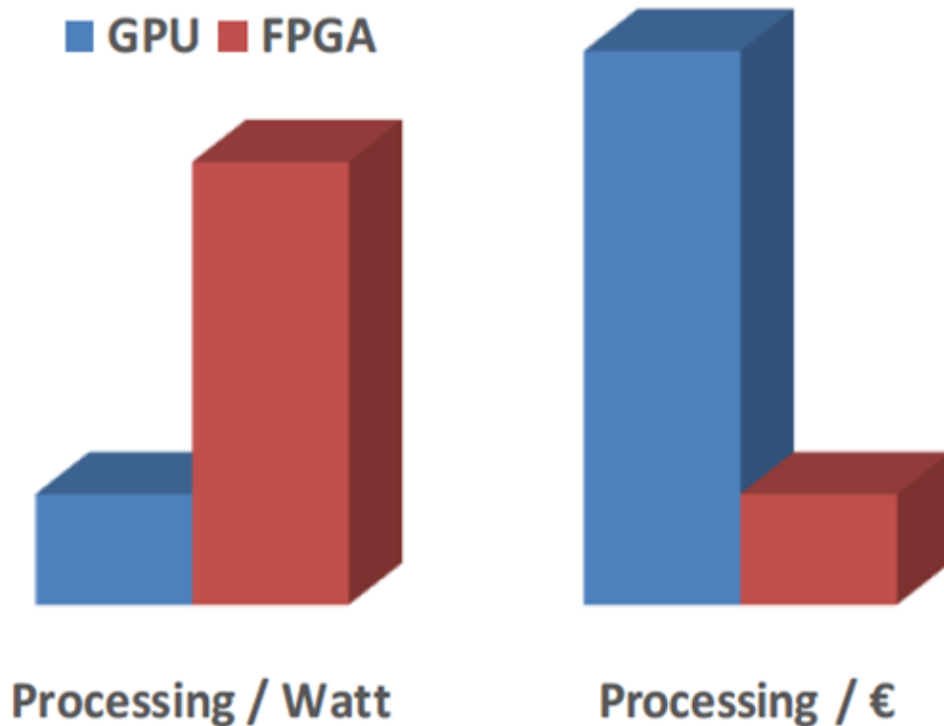 GPU FPGA
Processing / Watt
Processing / €